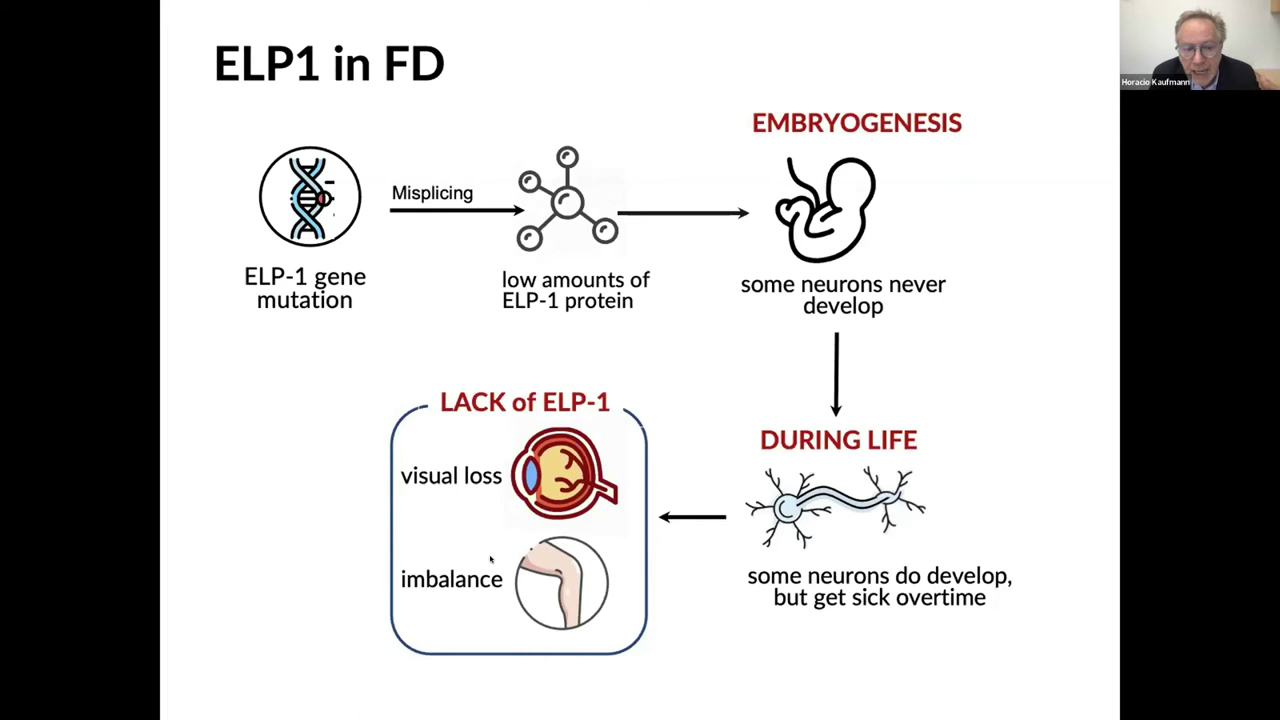 ELP1 in FD
Horacio Kaufmann
EMBRYOGENESIS
Misplicing
ELP-1 gene
mutation
low amounts of
ELP-1 protein
some neurons never
develop
LACK of ELP-1
visual loss
imbalance
DURING LIFE
some neurons do develop,
but get sick overtime